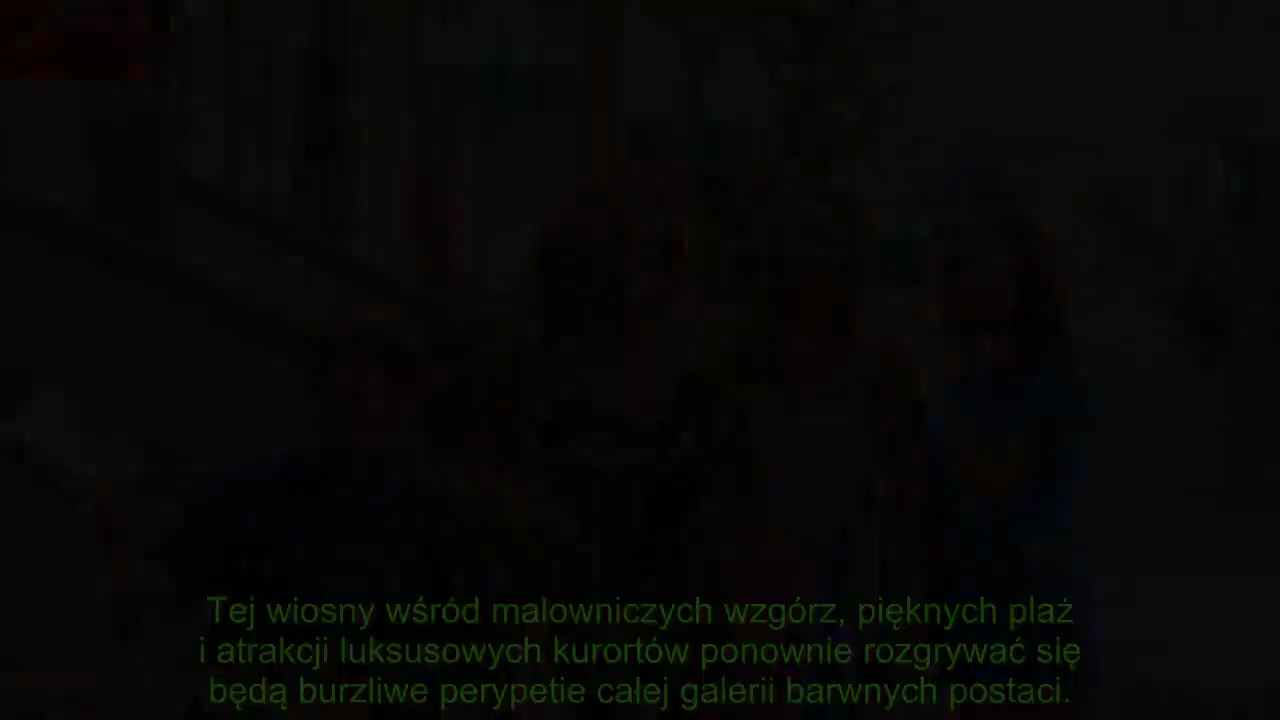 Tej wiosny wśród malowniczych wzgórz, pięknych plaż
i atrakcji luksusowych kurortów ponownie rozgrywać się
będą burzliwe perypetie całej galerii barwnych postaci.